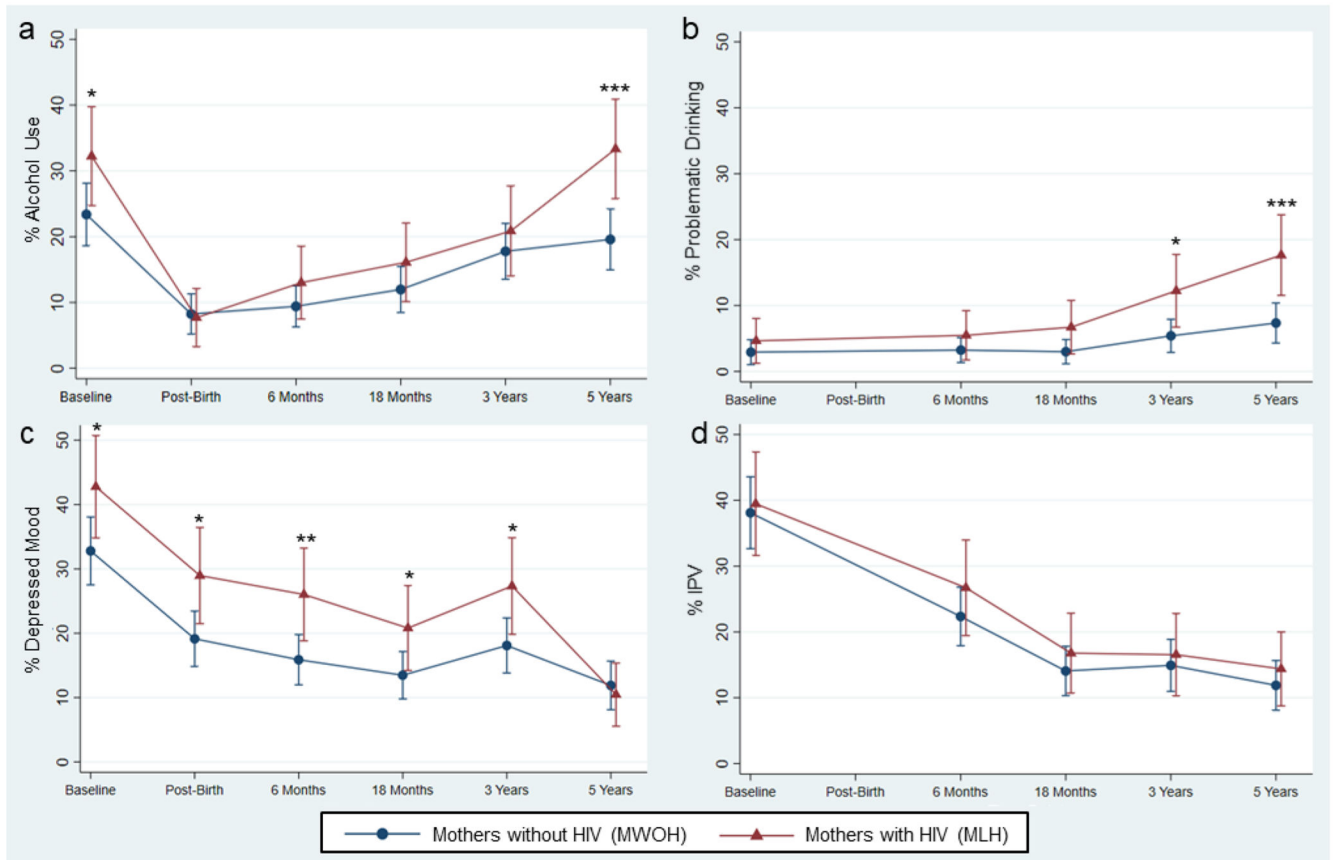 a
50
40
30
20
10
0
% Alcohol Use
*
***
Baseline
Post-Birth
6 Months
18 Months
3 Years
5 Years
b
50
40
30
20
10
0
% Problematic Drinking
*
***
Baseline
Post-Birth
6 Months
18 Months
3 Years
5 Years
c
50
40
30
20
10
0
% Depressed Mood
*
*
**
*
*
Baseline
Post-Birth
6 Months
18 Months
3 Years
5 Years
d
50
40
30
20
10
0
% IPV
Baseline
Post-Birth
6 Months
18 Months
3 Years
5 Years
Mothers without HIV (MWOH) Mothers with HIV (MLH)